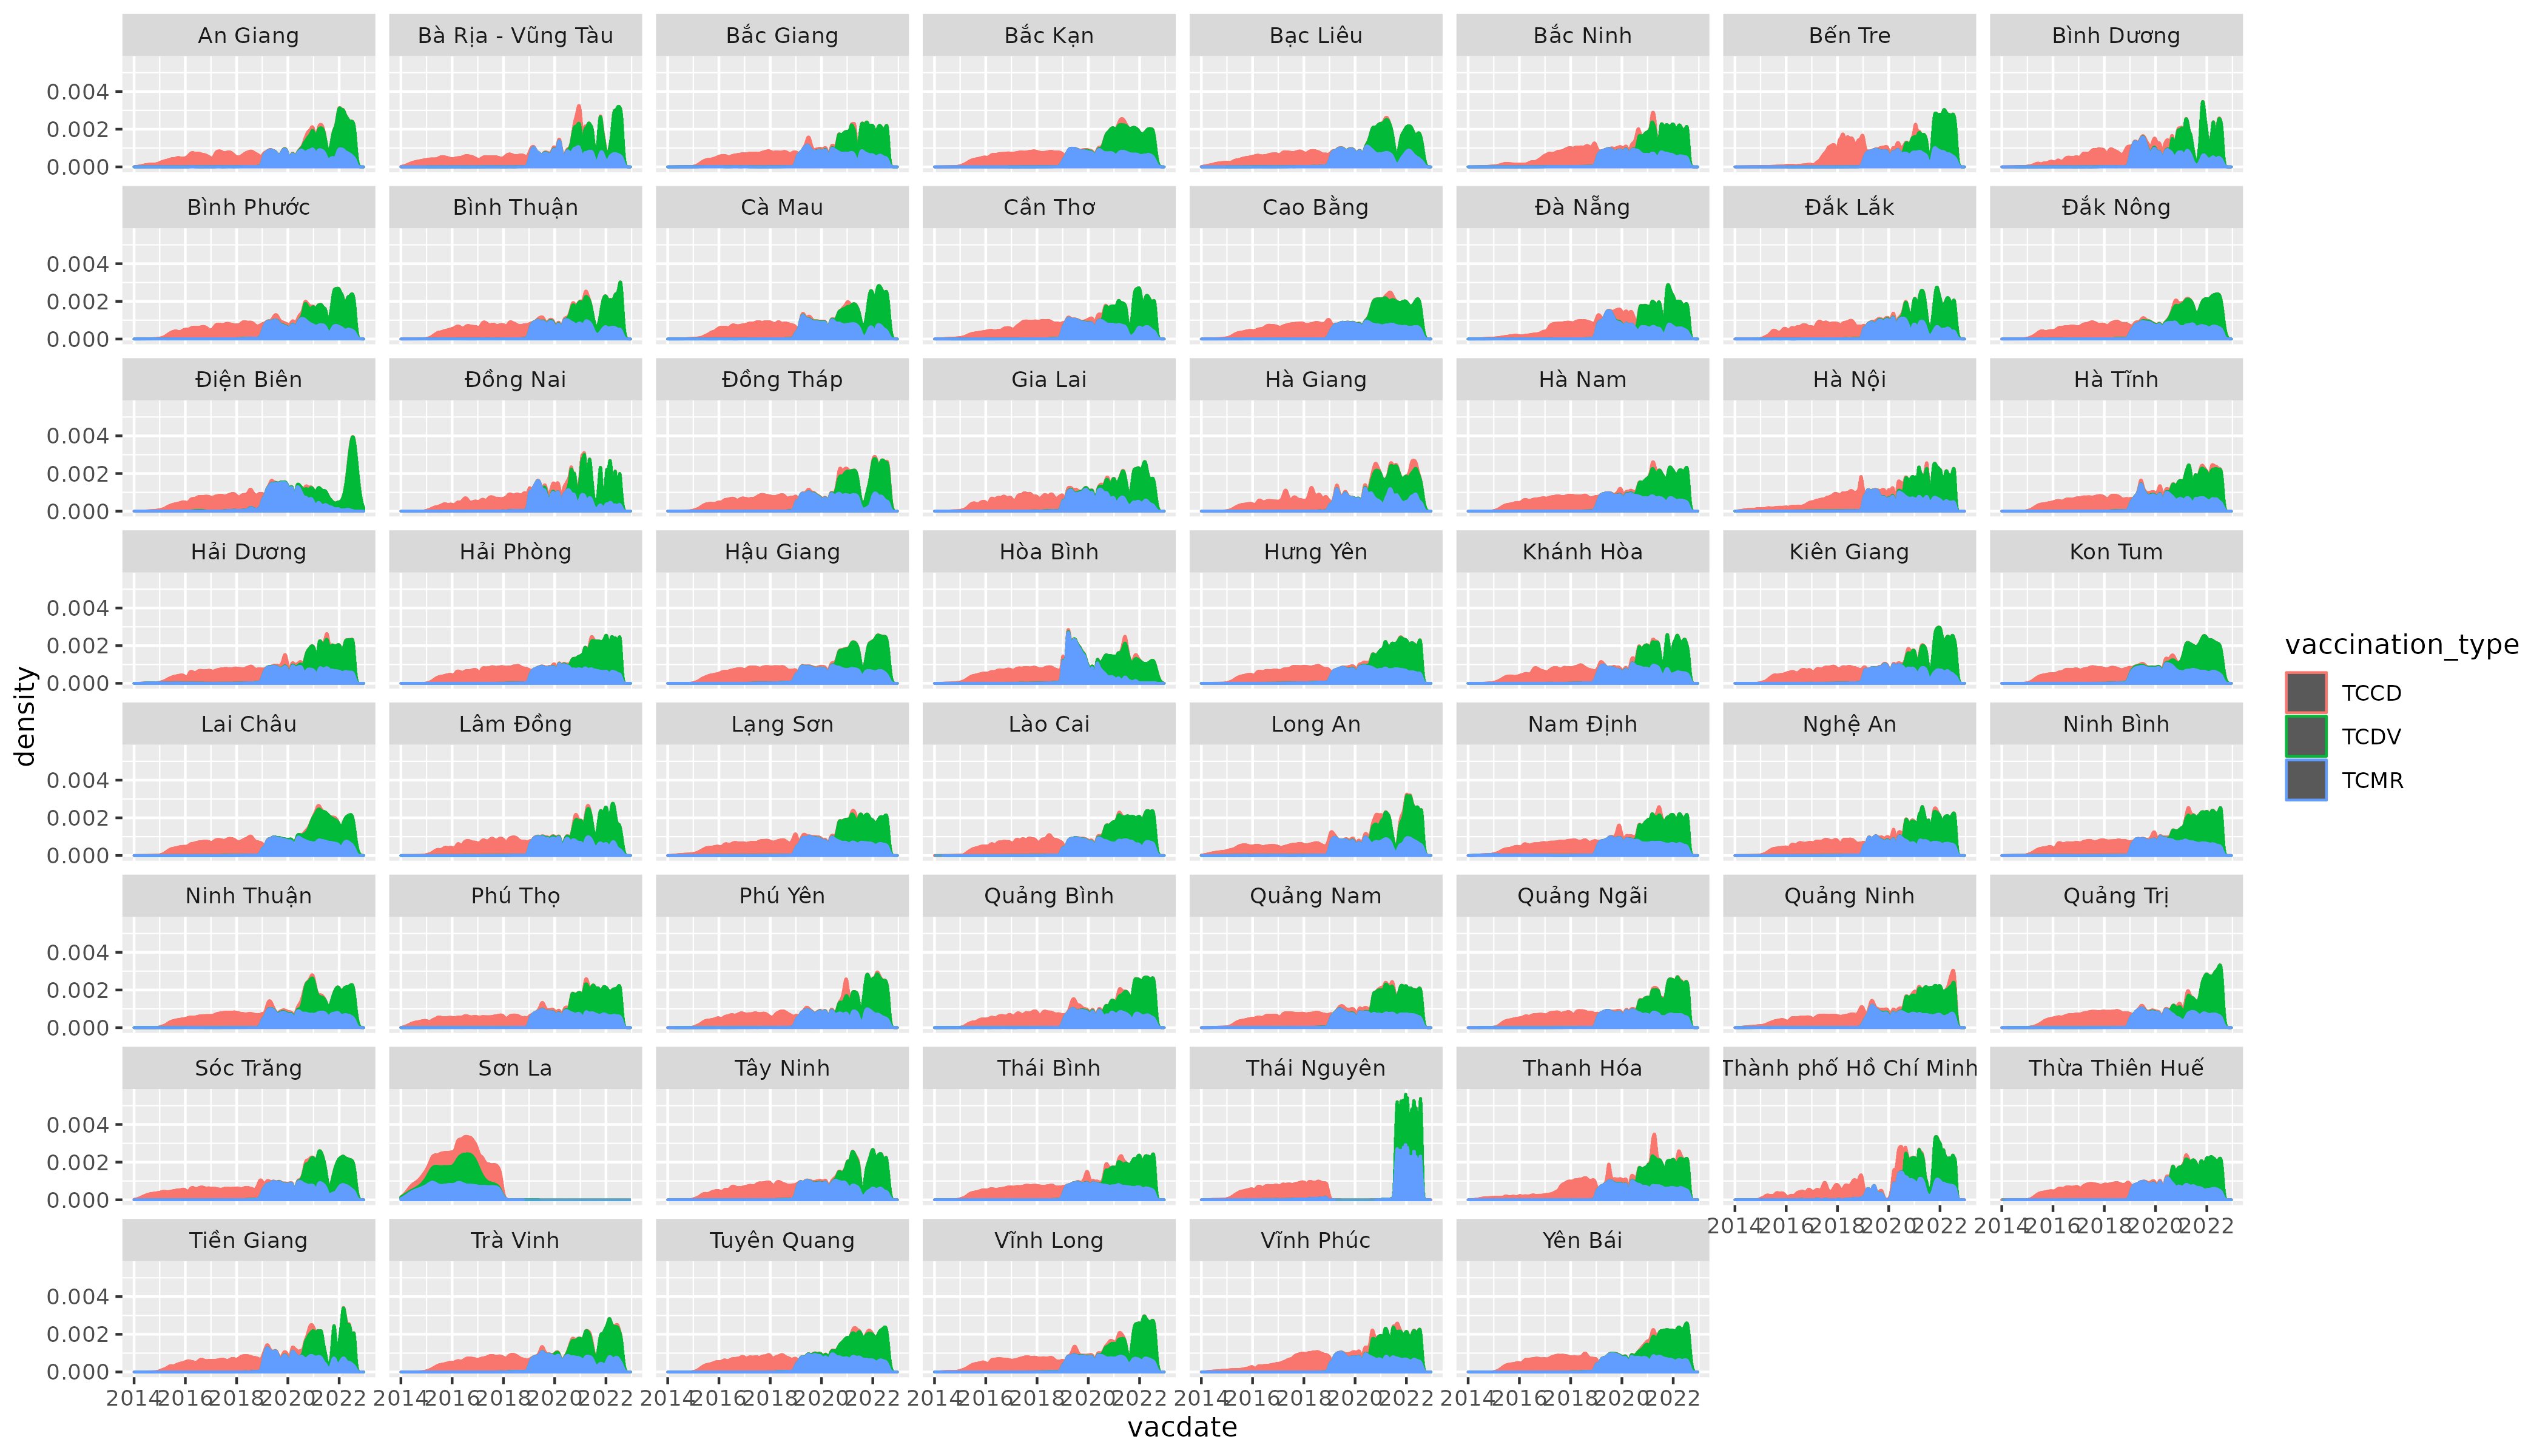 An Giang
Bà Rịa - Vũng Tàu
Bắc Giang
Bắc Kạn
Bạc Liêu
Bắc Ninh
Bến Tre
Bình Dương
0.004
0.002
0.000
Bình Phước
Bình Thuận
Cà Mau
Cần Thơ
Cao Bằng
Đà Nẵng
Đắk Lắk
Đắk Nông
0.004
0.002
0.000
Điện Biên
Đồng Nai
Đồng Tháp
Gia Lai
Hà Giang
Hà Nam
Hà Nội
Hà Tĩnh
0.004
0.002
0.000
Hải Dương
Hải Phòng
Hậu Giang
Hòa Bình
Hưng Yên
Khánh Hòa
Kiên Giang
Kon Tum
0.004
0.002
0.000
Lai Châu
Lâm Đồng
Lạng Sơn
Lào Cai
Long An
Nam Định
Nghệ An
Ninh Bình
0.004
0.002
0.000
Ninh Thuận
Phú Thọ
Phú Yên
Quảng Bình
Quảng Nam
Quảng Ngãi
Quảng Ninh
Quảng Trị
0.004
0.002
0.000
Sóc Trăng
Sơn La
Tây Ninh
Thái Bình
Thái Nguyên
Thanh Hóa
Thành phố Hồ Chí Minh
Thừa Thiên Huế
0.004
0.002
0.000
2014 2016 2018 2020 2022
2014 2016 2018 2020 2022
Tiền Giang
Trà Vinh
Tuyên Quang
Vĩnh Long
Vĩnh Phúc
Yên Bái
0.004
0.002
0.000
2014 2016 2018 2020 2022
2014 2016 2018 2020 2022
2014 2016 2018 2020 2022
2014 2016 2018 2020 2022
2014 2016 2018 2020 2022
2014 2016 2018 2020 2022
vacdate
density
vaccination_type
TCCD
TCDV
TCMR